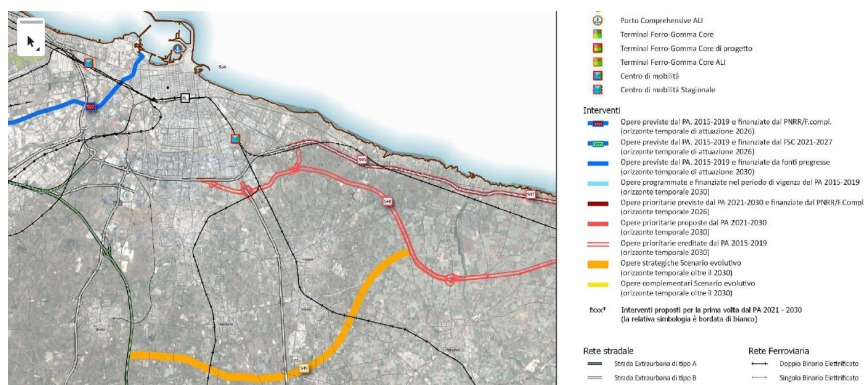 Porto Comprehensive ALI
Terminal Ferro-Gomma Core
Terminal Ferro-Gomma Core di progetto
Terminal Ferro-Gomma Core ALI
Centro di mobilità
Centro di mobilità Stagionale
Interventi
Opere previste dal PA. 2015-2019 e finanziate dal PNRR/F.compl.
(orizzonte temporale di attuazione 2026)
Opere previste dal PA. 2015-2019 e finanziate dal FSC 2021-2027
(orizzonte temporale di attuazione 2026)
Opere previste dal PA. 2015-2019 e finanziate da fonti pregresse
(orizzonte temporale di attuazione 2030)
Opere programmate e finanziate nel periodo di vigenza del PA 2015-2019
(orizzonte temporale 2030)
Opere prioritarie previste dal PA 2021-2030 e finanziate dal PNRR/F.Compl
(orizzonte temporale 2026)
Opere prioritarie proposte dal PA 2021-2030
(orizzonte temporale 2030)
Opere prioritarie ereditate dal PA 2015-2019
(orizzonte temporale 2030)
Opere strategiche Scenario evolutivo
(orizzonte temporale oltre il 2030)
Opere complementari Scenario evolutivo
(orizzonte temporale oltre il 2030)
Interventi proposti per la prima volta dal PA 2021 - 2030
(la relativa simbologia è bordata di bianco)
Rete stradale
Strada Extraurbana di tipo A
Strada Extraurbana di tipo B
Rete Ferroviaria
Doppio Binario Elettrificato
Singolo Binario Elettrificato